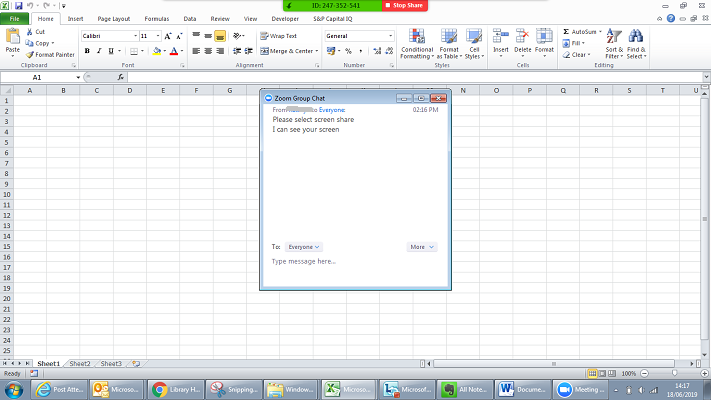 ID: 247-352-541 Stop Share
File Home Insert Page Layout Formulas Data Review View Developer S&P Capital IQ
Paste
Cut
Copy
Format Painter
Clipboard
Calibri 11
B I U
Font
Wrap Text
Merge & Center
Alignment
General
Number
Conditional Formatting
Format as Table
Cell Styles
Styles
Insert Delete Format
Cells
AutoSum
Fill
Clear
Sort & Filter
Find & Select
Editing
A1 fx
A B C D E F G N O P Q R S T U
1
2
3
4
5
6
7
8
9
10
11
12
13
14
15
16
17
18
19
20
21
22
23
24
25
Zoom Group Chat
to Everyone: 02:16 PM
Please select screen share
I can see your screen
To: Everyone More
Type message here...
Sheet1 Sheet2 Sheet3
Ready 100%
Post Atte... Microso... Library H... Snipping... Window... Microso... Microsof... All Note... Docume... Meeting ...
14:17
18/06/2019